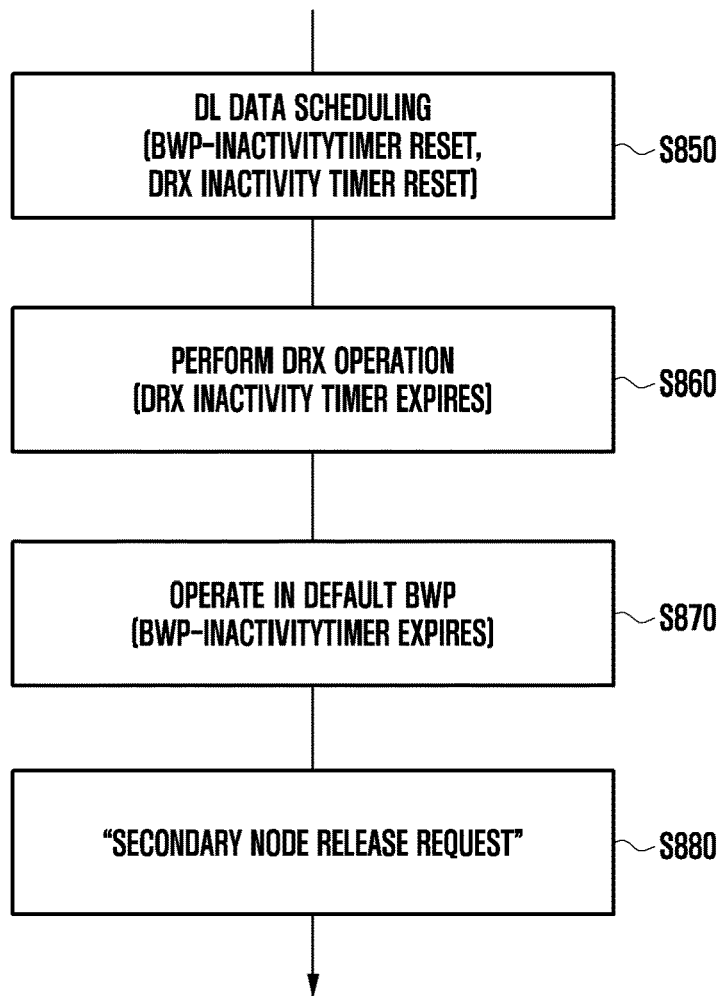 DL DATA SCHEDULING
(BWP-INACTIVITYTIMER RESET,
DRX INACTIVITY TIMER RESET)
S850
PERFORM DRX OPERATION
(DRX INACTIVITY TIMER EXPIRES)
S860
OPERATE IN DEFAULT BWP
(BWP-INACTIVITYTIMER EXPIRES)
S870
“SECONDARY NODE RELEASE REQUEST”
S880